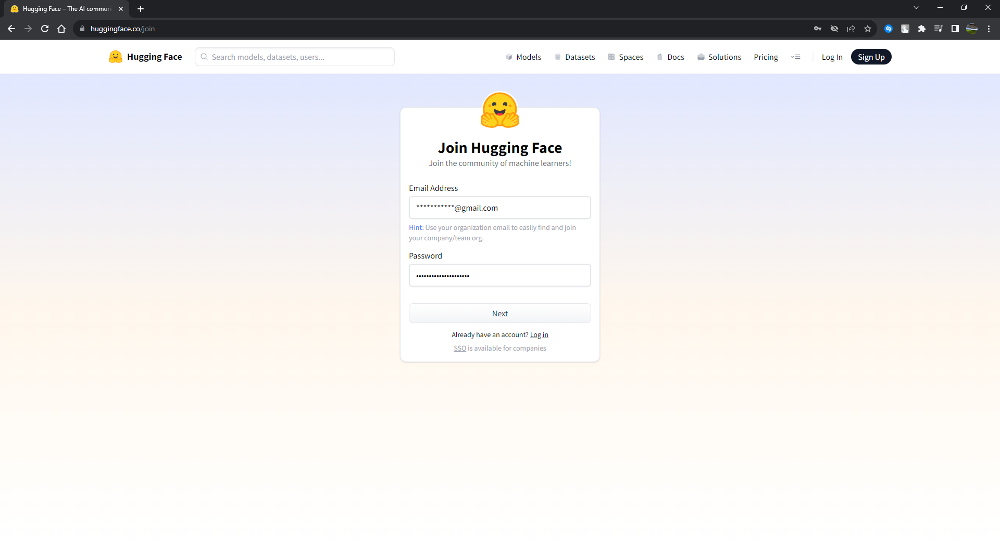 Hugging Face – The AI commun
huggingface.co/join
Hugging Face
Search models, datasets, users...
Models
Datasets
Spaces
Docs
Solutions
Pricing
Log In
Sign Up
Join Hugging Face
Join the community of machine learners!
Email Address
***********@gmail.com
Hint: Use your organization email to easily find and join
your company/team org.
Password
•••••••••••••••••••••
Next
Already have an account? Log in
SSO is available for companies